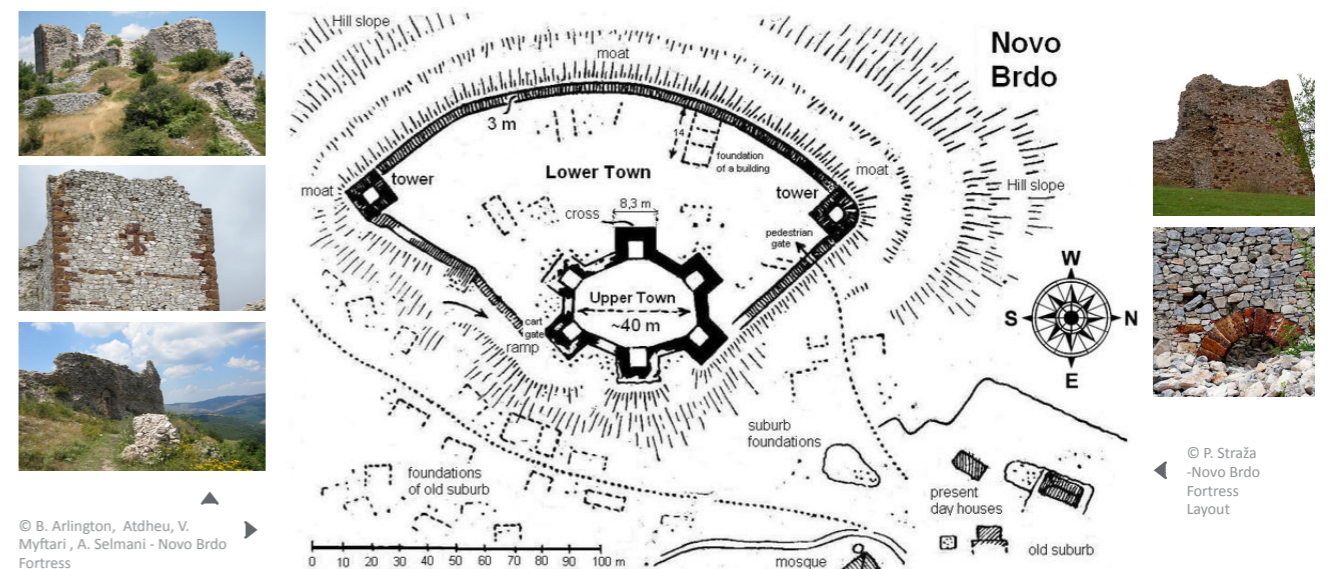 Hill slope
moat
Novo
Brdo
3 m
14
foundation
of a building
moat
tower
Lower Town
tower
moat
Hill slope
cross
8,3 m
pedestrian
gate
W
Upper Town
~40 m
S
N
cart
gate
ramp
E
suburb
foundations
foundations
of old suburb
present
day houses
old suburb
mosque
0 10 20 30 40 50 60 70 80 90 100 m
© B. Arlington, Atdheu, V.
Myftari , A. Selmani - Novo Brdo
Fortress
© P. Straža
-Novo Brdo
Fortress
Layout